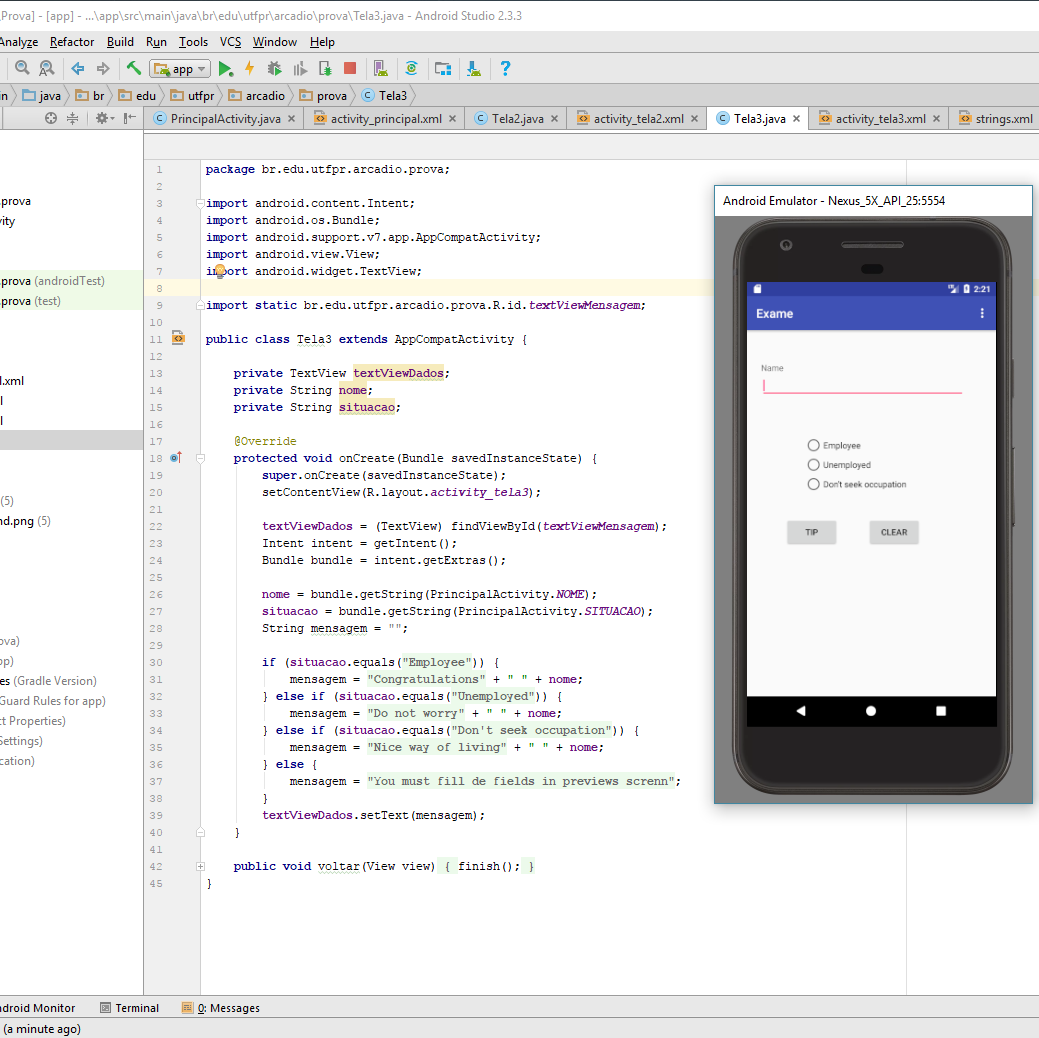 Prova] - [app] - ...\app\src\main\java\br\edu\utfpr\arcadio\prova\Tela3.java - Android Studio 2.3.3
Analyze Refactor Build Run Tools VCS Window Help
app
java br edu utfpr arcadio prova Tela3
PrincipalActivity.java activity_principal.xml Tela2.java activity_tela2.xml Tela3.java activity_tela3.xml strings.xml
.prova
.prova (androidTest)
.prova (test)
(5)
nd.png (5)
(Gradle Version)
Guard Rules for app)
1 package br.edu.utfpr.arcadio.prova;
2
3 import android.content.Intent;
4 import android.os.Bundle;
5 import android.support.v7.app.AppCompatActivity;
6 import android.view.View;
7 import android.widget.TextView;
8
9 import static br.edu.utfpr.arcadio.prova.R.id.textViewMensagem;
10
11 public class Tela3 extends AppCompatActivity {
12
13 private TextView textViewDados;
14 private String nome;
15 private String situacao;
16
17 @Override
18 protected void onCreate(Bundle savedInstanceState) {
19 super.onCreate(savedInstanceState);
20 setContentView(R.layout.activity_tela3);
21
22 textViewDados = (TextView) findViewById(textViewMensagem);
23 Intent intent = getIntent();
24 Bundle bundle = intent.getExtras();
25
26 nome = bundle.getString(PrincipalActivity.NOME);
27 situacao = bundle.getString(PrincipalActivity.SITUACAO);
28 String mensagem = "";
29
30 if (situacao.equals("Employee")) {
31 mensagem = "Congratulations" + " " + nome;
32 } else if (situacao.equals("Unemployed")) {
33 mensagem = "Do not worry" + " " + nome;
34 } else if (situacao.equals("Don't seek occupation")) {
35 mensagem = "Nice way of living" + " " + nome;
36 } else {
37 mensagem = "You must fill de fields in previews screnn";
38 }
39 textViewDados.setText(mensagem);
40 }
41
42 public void voltar(View view) { finish(); }
45 }
Android Emulator - Nexus_5X_API_25:5554
2:21
Exame
Name
Employee
Unemployed
Don't seek occupation
TIP CLEAR
ndroid Monitor Terminal 0: Messages
(a minute ago)